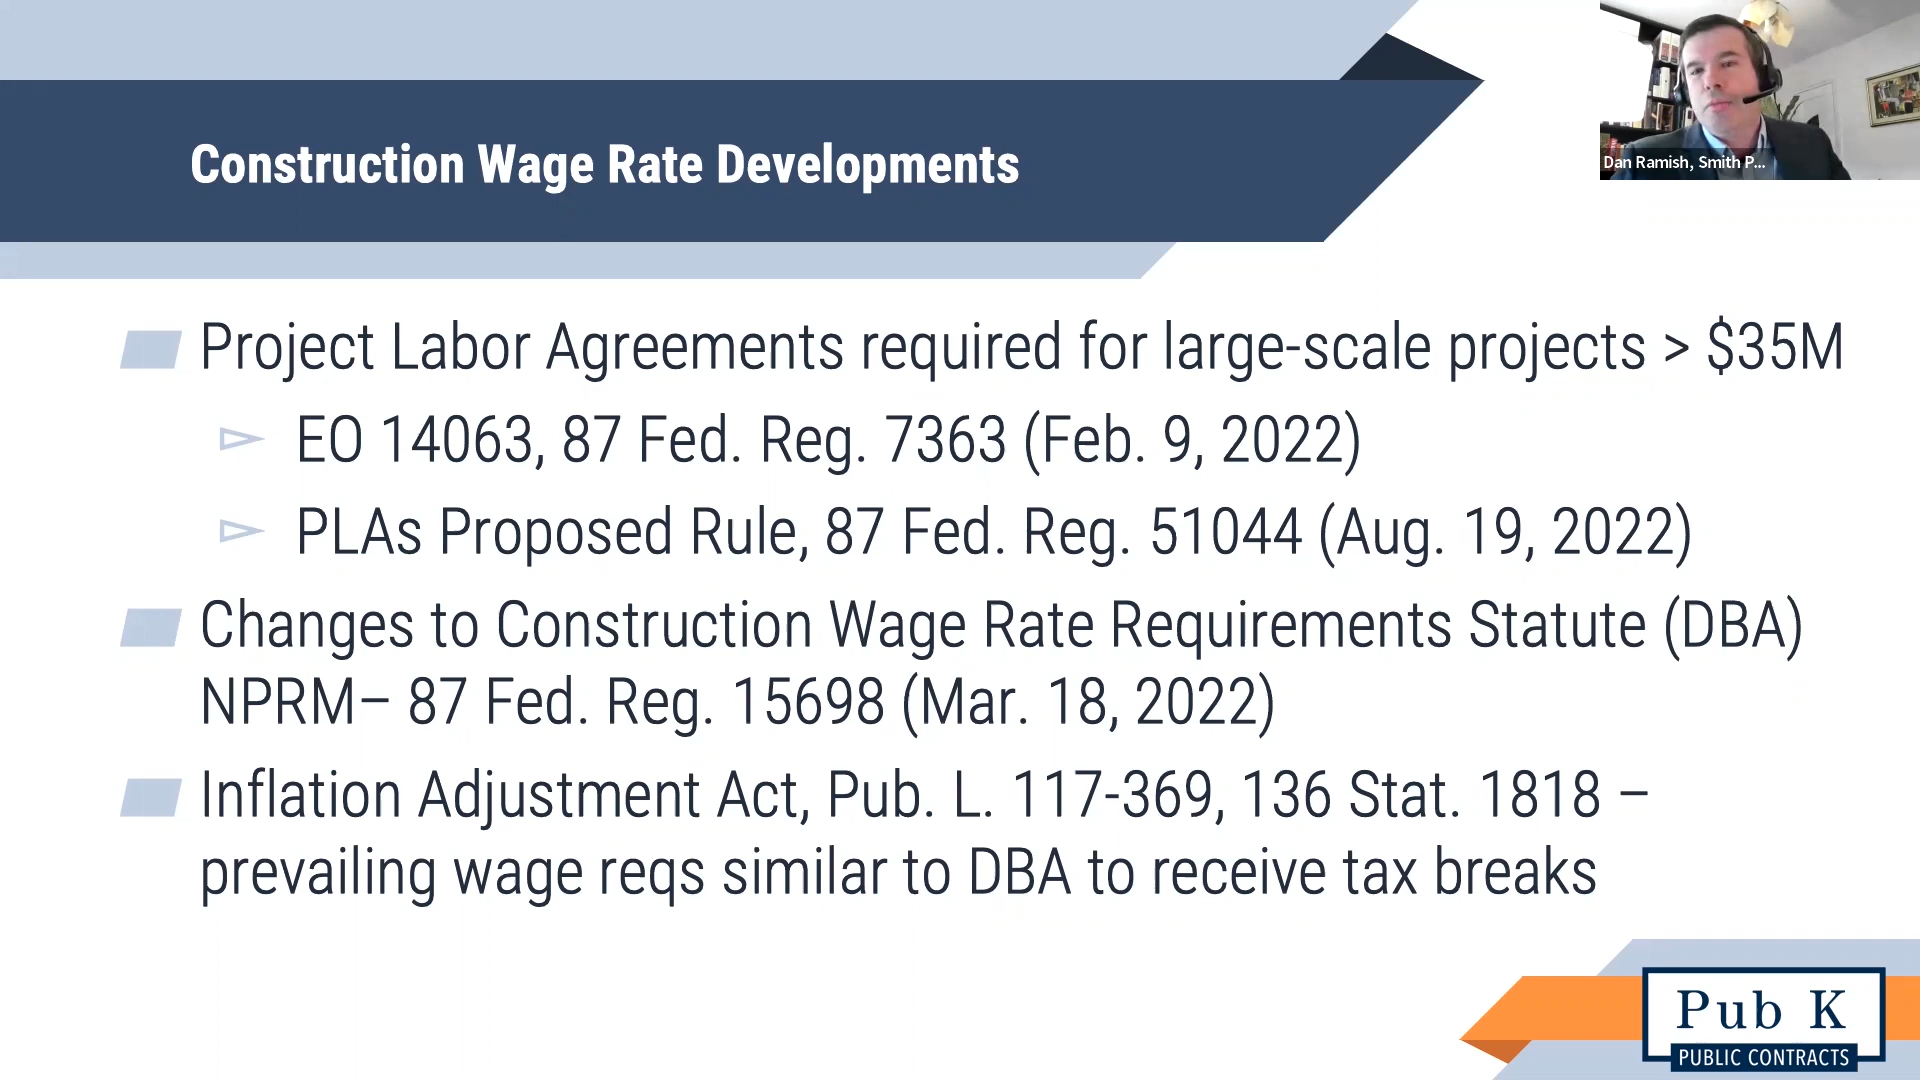 Dan Ramish, Smith P...
Construction Wage Rate Developments
Project Labor Agreements required for large-scale projects > $35M
EO 14063, 87 Fed. Reg. 7363 (Feb. 9, 2022)
PLAs Proposed Rule, 87 Fed. Reg. 51044 (Aug. 19, 2022)
Changes to Construction Wage Rate Requirements Statute (DBA)
NPRM– 87 Fed. Reg. 15698 (Mar. 18, 2022)
Inflation Adjustment Act, Pub. L. 117-369, 136 Stat. 1818 –
prevailing wage reqs similar to DBA to receive tax breaks
Pub K
PUBLIC CONTRACTS